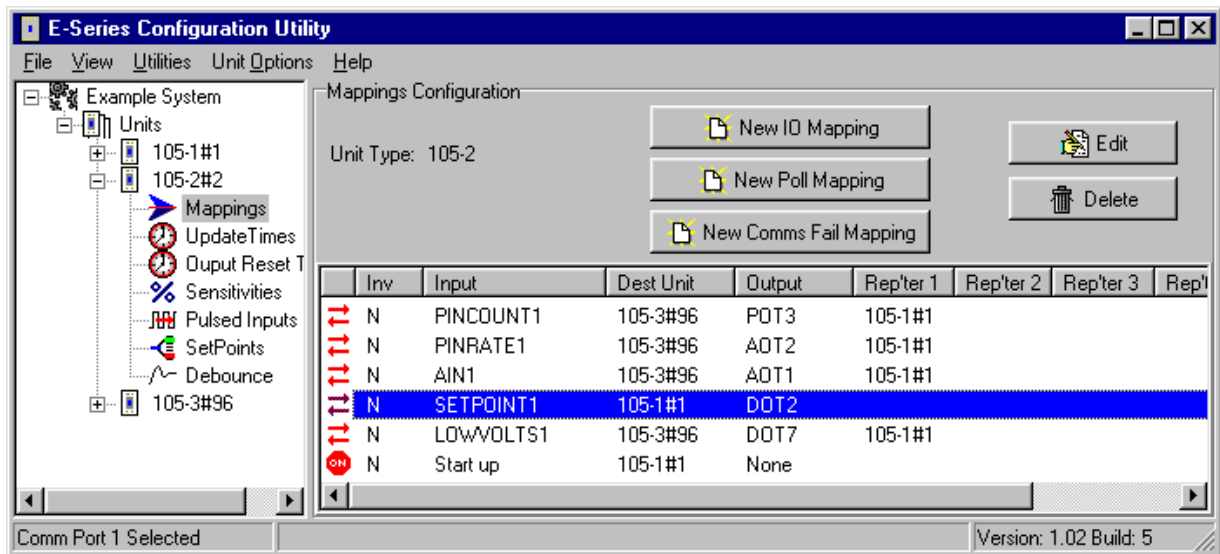 E-Series Configuration Utility
File View Utilities Unit Options Help
Example System
Units
105-1#1
105-2#2
Mappings
UpdateTimes
Ouput Reset T
Sensitivities
Pulsed Inputs
SetPoints
Debounce
105-3#96
Mappings Configuration
Unit Type: 105-2
New IO Mapping
New Poll Mapping
New Comms Fail Mapping
Edit
Delete
Inv Input Dest Unit Output Rep'ter 1 Rep'ter 2 Rep'ter 3 Rep't
N PINCOUNT1 105-3#96 POT3 105-1#1
N PINRATE1 105-3#96 AOT2 105-1#1
N AIN1 105-3#96 AOT1 105-1#1
N SETPOINT1 105-1#1 DOT2
N LOWVOLTS1 105-3#96 DOT7 105-1#1
ON N Start up 105-1#1 None
Comm Port 1 Selected
Version: 1.02 Build: 5